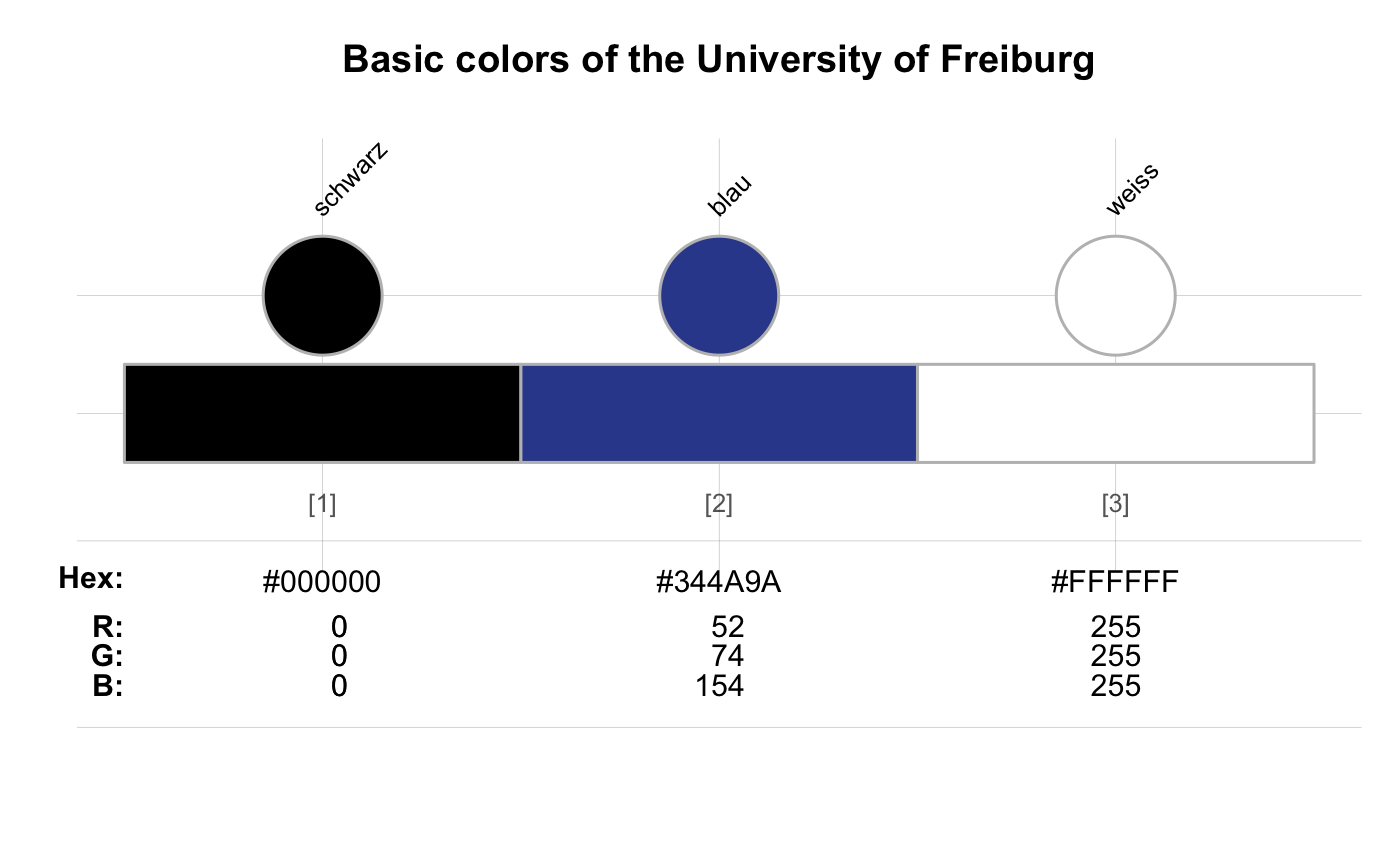 Basic colors of the University of Freiburg
schwarz blau weiss
[1] [2] [3]
Hex: #000000 #344A9A #FFFFFF
R: 0 52 255
G: 0 74 255
B: 0 154 255